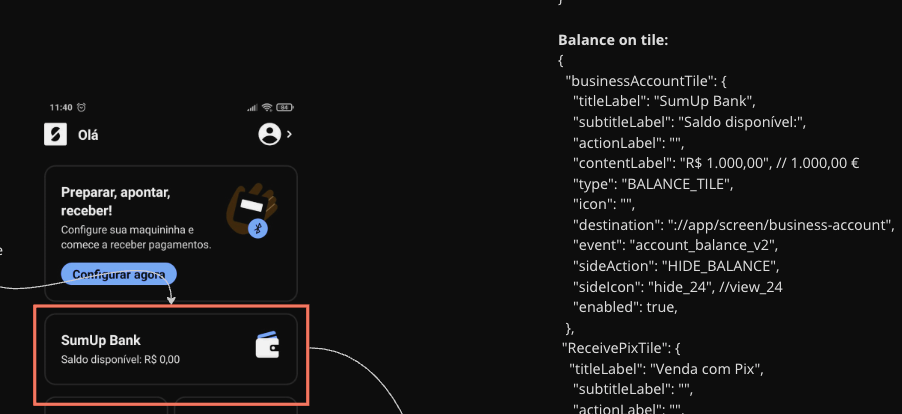 11:40
84
Olá
Preparar, apontar,
receber!
Configure sua maquininha e
comece a receber pagamentos.
Configurar agora
e
SumUp Bank
Saldo disponível: R$ 0,00
}
Balance on tile:
{
"businessAccountTile": {
"titleLabel": "SumUp Bank",
"subtitleLabel": "Saldo disponível:",
"actionLabel": "",
"contentLabel": "R$ 1.000,00", // 1.000,00 €
"type": "BALANCE_TILE",
"icon": "",
"destination": "://app/screen/business-account",
"event": "account_balance_v2",
"sideAction": "HIDE_BALANCE",
"sideIcon": "hide_24", //view_24
"enabled": true,
},
"ReceivePixTile": {
"titleLabel": "Venda com Pix",
"subtitleLabel": "",
"actionLabel": "",